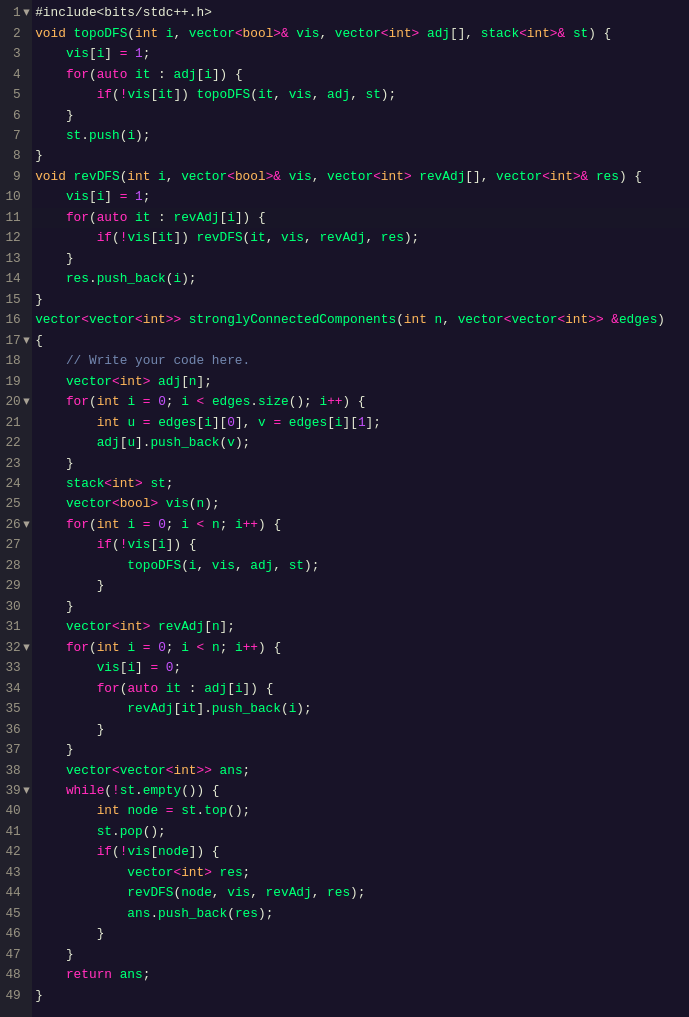 1 #include<bits/stdc++.h>
2 void topoDFS(int i, vector<bool>& vis, vector<int> adj[], stack<int>& st) {
3     vis[i] = 1;
4     for(auto it : adj[i]) {
5         if(!vis[it]) topoDFS(it, vis, adj, st);
6     }
7     st.push(i);
8 }
9 void revDFS(int i, vector<bool>& vis, vector<int> revAdj[], vector<int>& res) {
10     vis[i] = 1;
11     for(auto it : revAdj[i]) {
12         if(!vis[it]) revDFS(it, vis, revAdj, res);
13     }
14     res.push_back(i);
15 }
16 vector<vector<int>> stronglyConnectedComponents(int n, vector<vector<int>> &edges)
17 {
18     // Write your code here.
19     vector<int> adj[n];
20     for(int i = 0; i < edges.size(); i++) {
21         int u = edges[i][0], v = edges[i][1];
22         adj[u].push_back(v);
23     }
24     stack<int> st;
25     vector<bool> vis(n);
26     for(int i = 0; i < n; i++) {
27         if(!vis[i]) {
28             topoDFS(i, vis, adj, st);
29         }
30     }
31     vector<int> revAdj[n];
32     for(int i = 0; i < n; i++) {
33         vis[i] = 0;
34         for(auto it : adj[i]) {
35             revAdj[it].push_back(i);
36         }
37     }
38     vector<vector<int>> ans;
39     while(!st.empty()) {
40         int node = st.top();
41         st.pop();
42         if(!vis[node]) {
43             vector<int> res;
44             revDFS(node, vis, revAdj, res);
45             ans.push_back(res);
46         }
47     }
48     return ans;
49 }